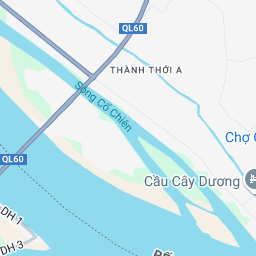 QL60
THÀNH THỚI A
Sông Cổ Chiên
Chợ
QL60
Cầu Cây Dương
ĐH 1
ĐH 3